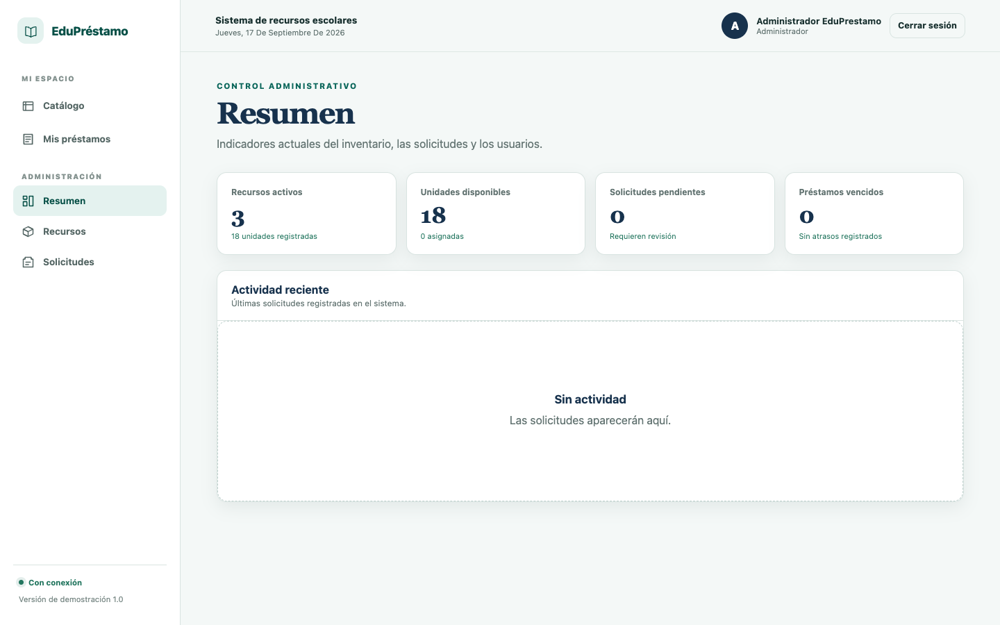 EduPréstamo
MI ESPACIO
Catálogo
Mis préstamos
ADMINISTRACIÓN
Resumen
Recursos
Solicitudes
Con conexión
Versión de demostración 1.0
Sistema de recursos escolares
Jueves, 17 De Septiembre De 2026
A
Administrador EduPrestamo
Administrador
Cerrar sesión
CONTROL ADMINISTRATIVO
Resumen
Indicadores actuales del inventario, las solicitudes y los usuarios.
Recursos activos
3
18 unidades registradas
Unidades disponibles
18
0 asignadas
Solicitudes pendientes
0
Requieren revisión
Préstamos vencidos
0
Sin atrasos registrados
Actividad reciente
Últimas solicitudes registradas en el sistema.
Sin actividad
Las solicitudes aparecerán aquí.